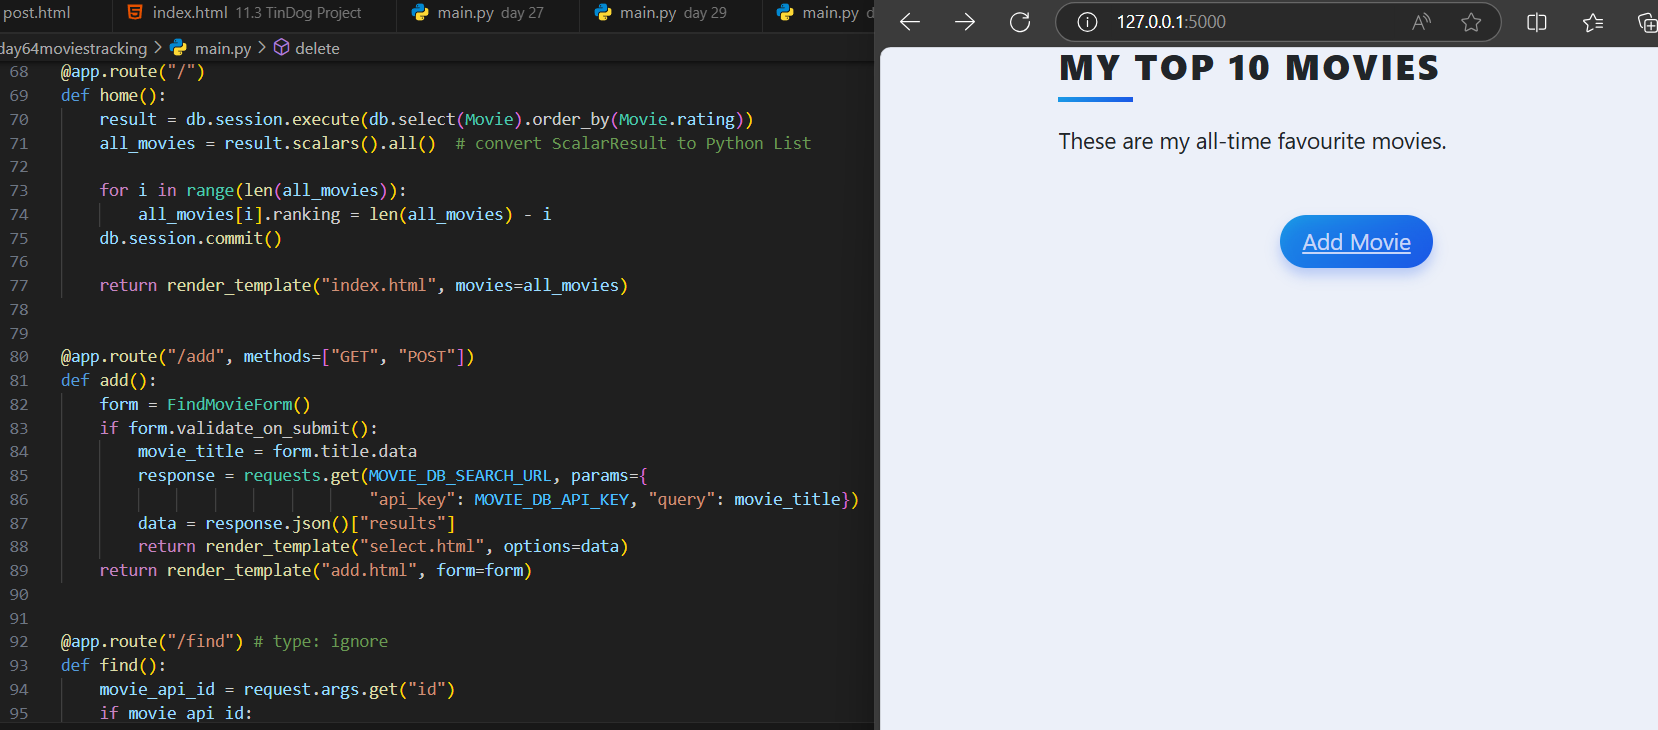 post.html
index.html 11.3 TinDog Project
main.py day 27
main.py day 29
main.py
day64moviestracking > main.py > delete
68 @app.route("/")
69 def home():
70 result = db.session.execute(db.select(Movie).order_by(Movie.rating))
71 all_movies = result.scalars().all()  # convert ScalarResult to Python List
72
73 for i in range(len(all_movies)):
74 all_movies[i].ranking = len(all_movies) - i
75 db.session.commit()
76
77 return render_template("index.html", movies=all_movies)
78
79
80 @app.route("/add", methods=["GET", "POST"])
81 def add():
82 form = FindMovieForm()
83 if form.validate_on_submit():
84 movie_title = form.title.data
85 response = requests.get(MOVIE_DB_SEARCH_URL, params={
86 "api_key": MOVIE_DB_API_KEY, "query": movie_title})
87 data = response.json()["results"]
88 return render_template("select.html", options=data)
89 return render_template("add.html", form=form)
90
91
92 @app.route("/find") # type: ignore
93 def find():
94 movie_api_id = request.args.get("id")
95 if movie_api_id:
127.0.0.1:5000
MY TOP 10 MOVIES
These are my all-time favourite movies.
Add Movie